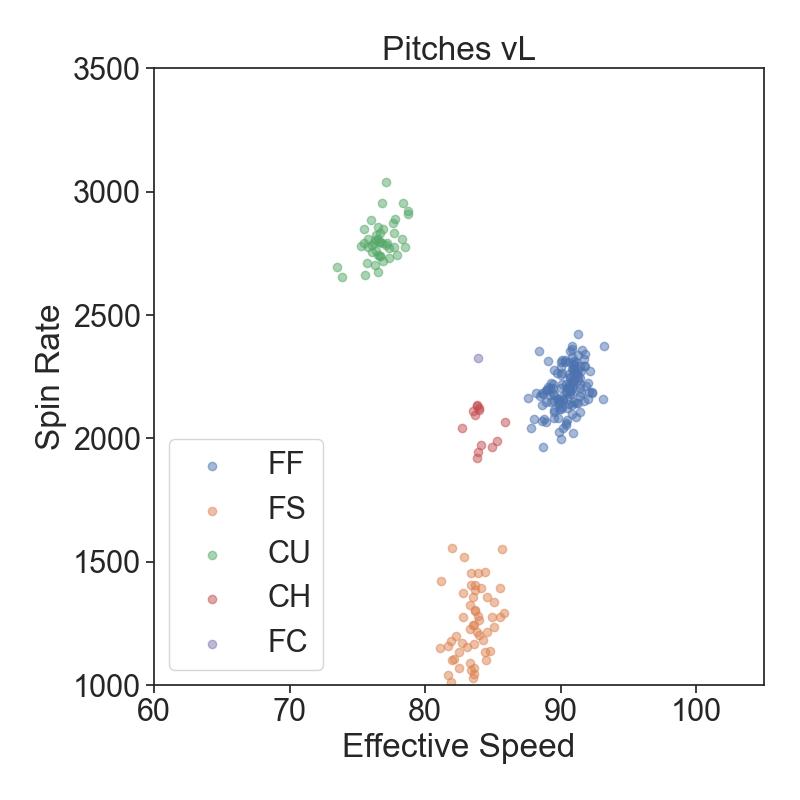 Pitches vL
3500
3000
2500
2000
1500
1000
Spin Rate
FF
FS
CU
CH
FC
60 70 80 90 100
Effective Speed